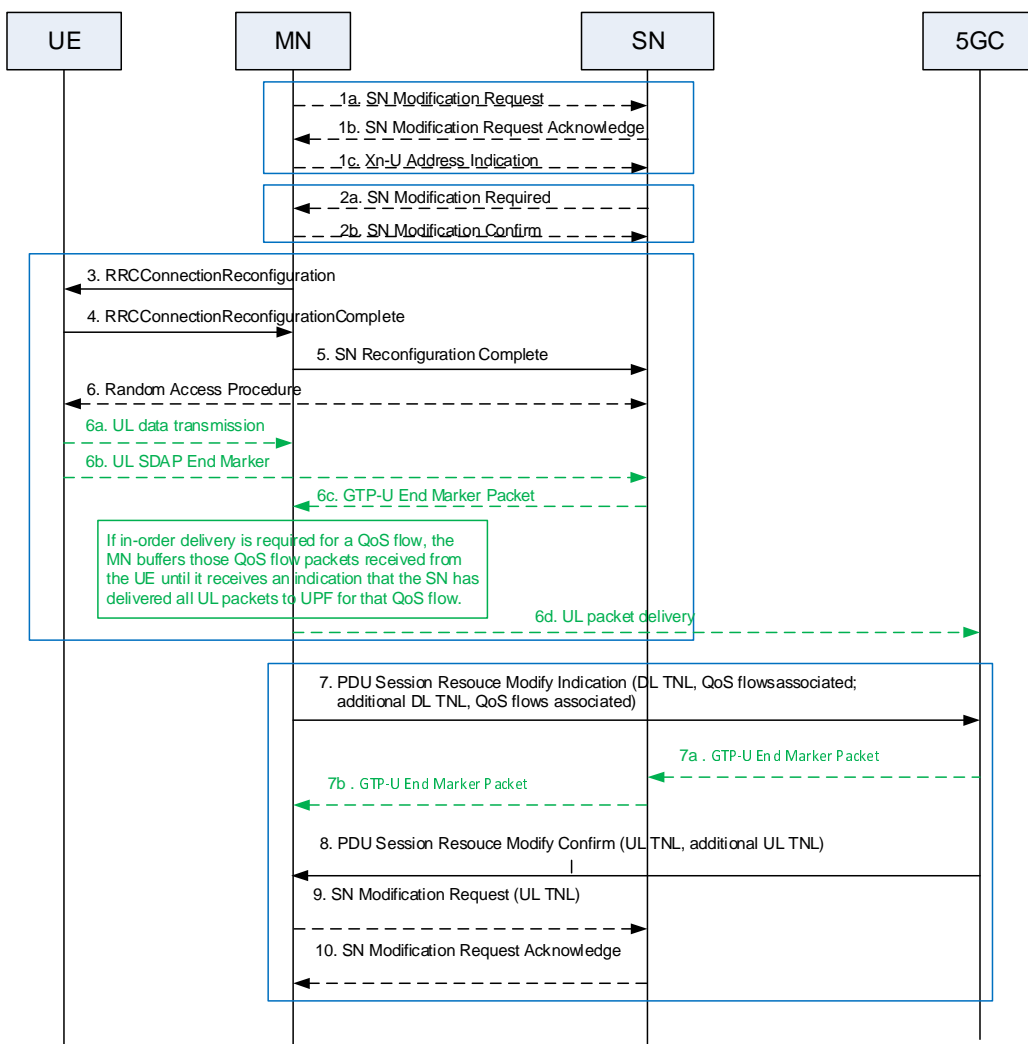 UE
MN
SN
5GC
1a. SN Modification Request
1b. SN Modification Request Acknowledge
1c. Xn-U Address Indication
2a. SN Modification Required
2b. SN Modification Confirm
3. RRCConnectionReconfiguration
4. RRCConnectionReconfigurationComplete
5. SN Reconfiguration Complete
6. Random Access Procedure
6a. UL data transmission
6b. UL SDAP End Marker
6c. GTP-U End Marker Packet
If in-order delivery is required for a QoS flow, the
MN buffers those QoS flow packets received from
the UE until it receives an indication that the SN has
delivered all UL packets to UPF for that QoS flow.
6d. UL packet delivery
7. PDU Session Resouce Modify Indication (DL TNL, QoS flowsassociated;
additional DL TNL, QoS flows associated)
7a . GTP-U End Marker Packet
7b . GTP-U End Marker Packet
8. PDU Session Resouce Modify Confirm (UL TNL, additional UL TNL)
9. SN Modification Request (UL TNL)
10. SN Modification Request Acknowledge